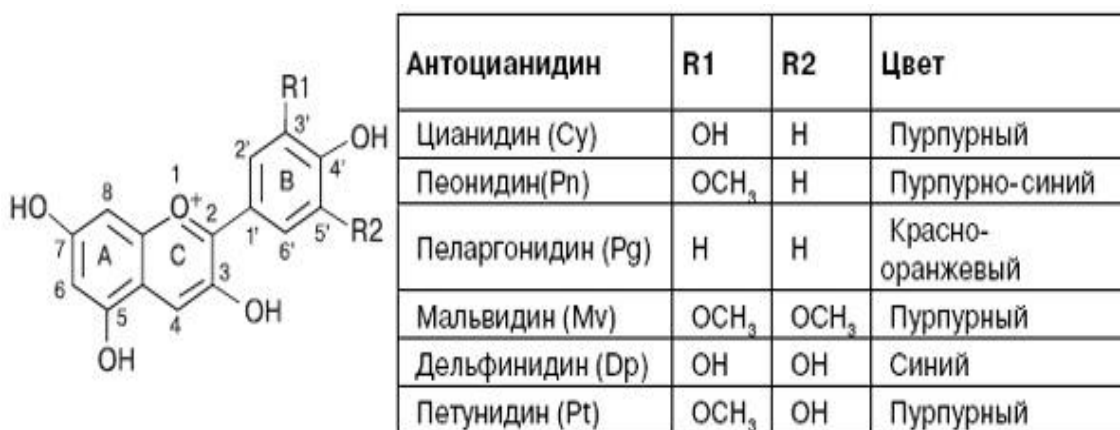 R1
3'
2'
OH
4'
B
1
8
O+
2
HO
5'
R2
1'
7
A
C
6'
3
6
OH
5
4
OH
Антоцианидин R1 R2 Цвет
Цианидин (Cy) OH H Пурпурный
Пеонидин(Pn) OCH₃ H Пурпурно-синий
Пеларгонидин (Pg) H H Красно-
оранжевый
Мальвидин (Mv) OCH₃ OCH₃ Пурпурный
Дельфинидин (Dp) OH OH Синий
Петунидин (Pt) OCH₃ OH Пурпурный